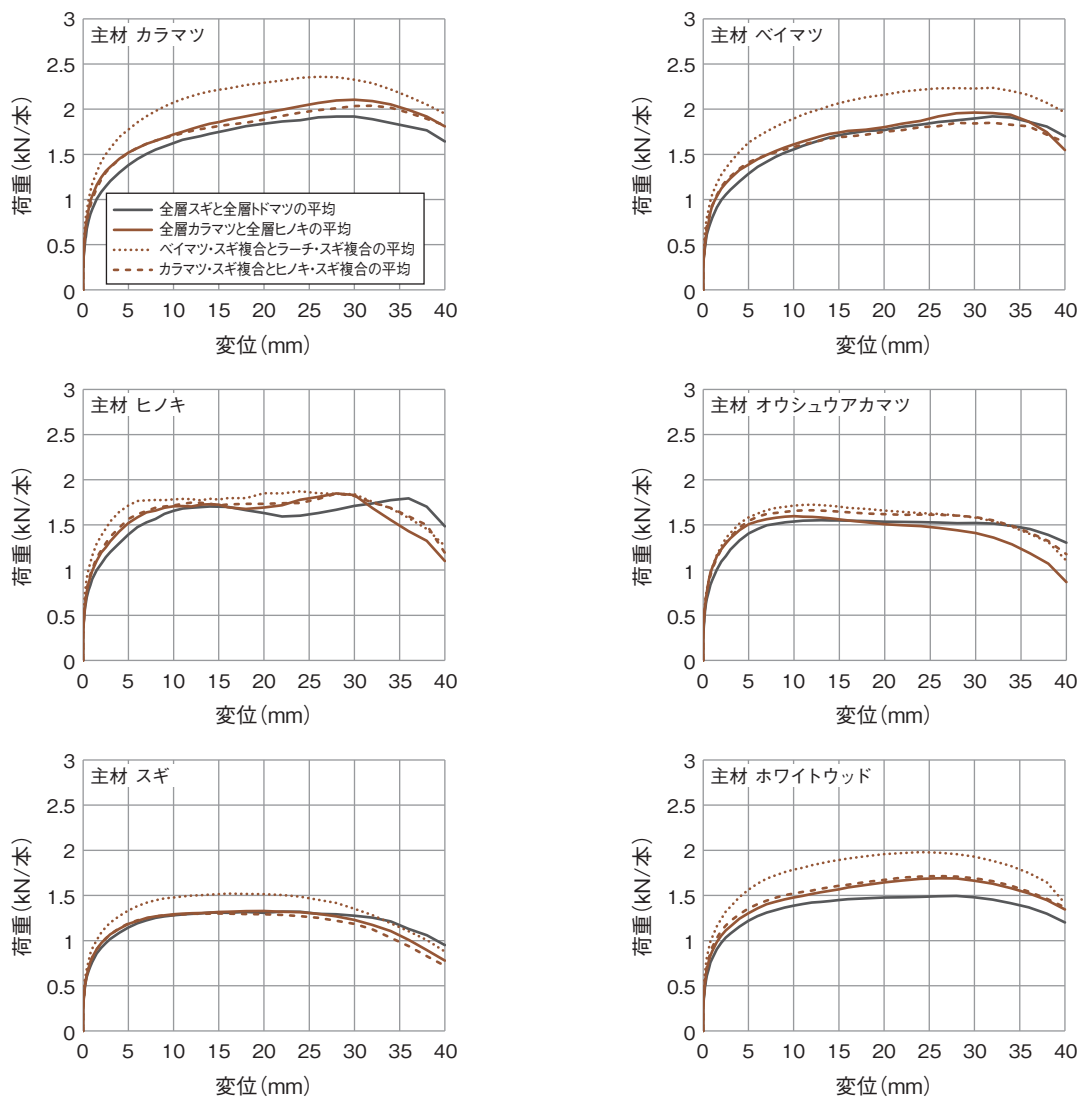 主材 カラマツ
荷重(kN/本)
3
2.5
2
1.5
1
0.5
0
全層スギと全層トドマツの平均
全層カラマツと全層ヒノキの平均
ベイマツ・スギ複合とラーチ・スギ複合の平均
カラマツ・スギ複合とヒノキ・スギ複合の平均
0 5 10 15 20 25 30 35 40
変位(mm)
主材 ベイマツ
荷重(kN/本)
3
2.5
2
1.5
1
0.5
0
0 5 10 15 20 25 30 35 40
変位(mm)
主材 ヒノキ
荷重(kN/本)
3
2.5
2
1.5
1
0.5
0
0 5 10 15 20 25 30 35 40
変位(mm)
主材 オウシュウアカマツ
荷重(kN/本)
3
2.5
2
1.5
1
0.5
0
0 5 10 15 20 25 30 35 40
変位(mm)
主材 スギ
荷重(kN/本)
3
2.5
2
1.5
1
0.5
0
0 5 10 15 20 25 30 35 40
変位(mm)
主材 ホワイトウッド
荷重(kN/本)
3
2.5
2
1.5
1
0.5
0
0 5 10 15 20 25 30 35 40
変位(mm)